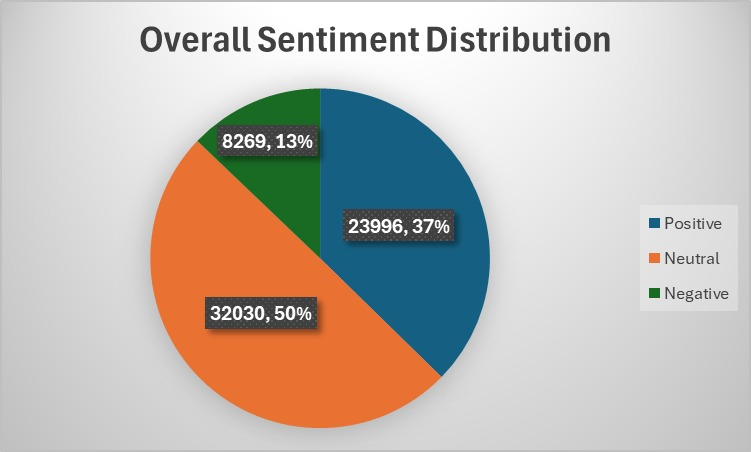 Overall Sentiment Distribution
8269, 13%
23996, 37%
32030, 50%
Positive
Neutral
Negative